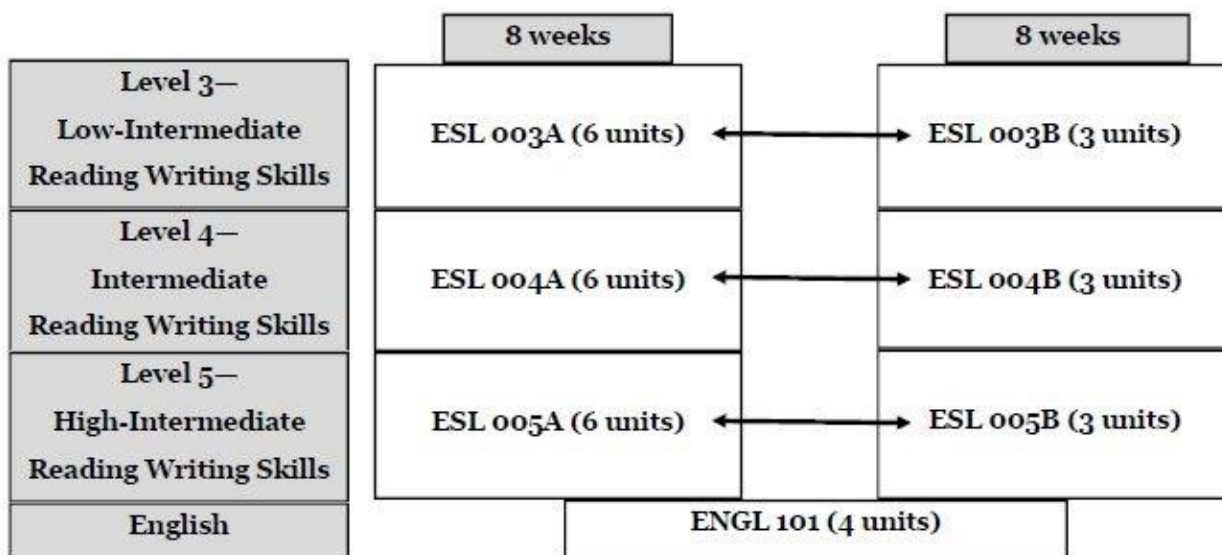 8 weeks
8 weeks
Level 3—
Low-Intermediate
Reading Writing Skills
ESL 003A (6 units)
ESL 003B (3 units)
Level 4—
Intermediate
Reading Writing Skills
ESL 004A (6 units)
ESL 004B (3 units)
Level 5—
High-Intermediate
Reading Writing Skills
ESL 005A (6 units)
ESL 005B (3 units)
English
ENGL 101 (4 units)